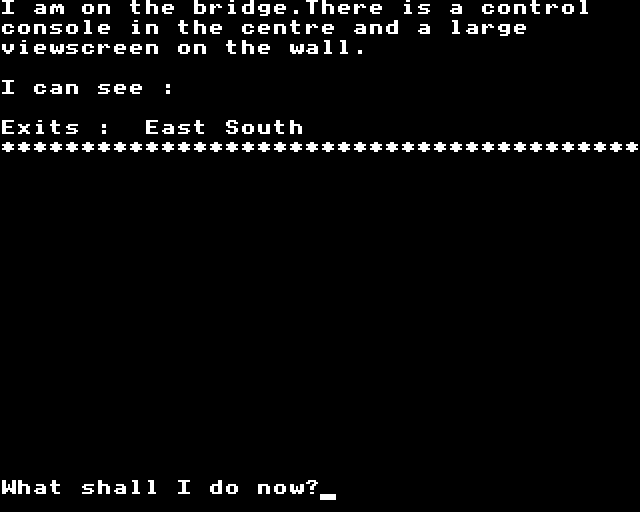 I am on the bridge.There is a control
console in the centre and a large
viewscreen on the wall.
I can see :
Exits :  East South
****************************************
What shall I do now?_